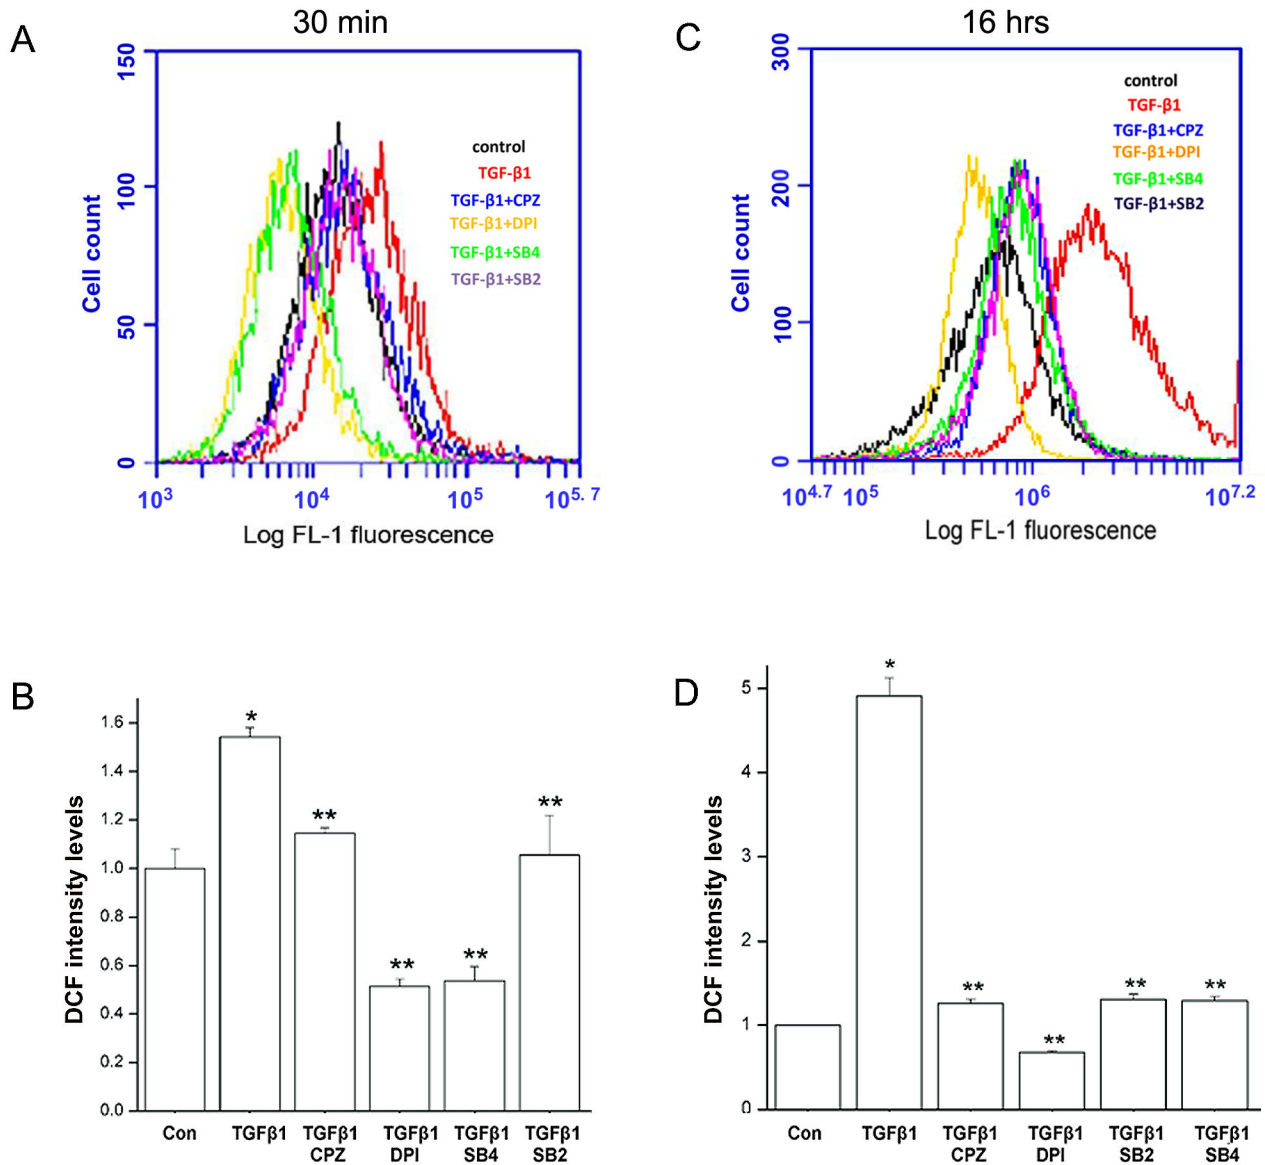 30 min
A
150
100
50
0
Cell count
control
TGF-β1
TGF-β1+CPZ
TGF-β1+DPI
TGF-β1+SB4
TGF-β1+SB2
10³ 10⁴ 10⁵ 10⁵·⁷
Log FL-1 fluorescence
16 hrs
C
300
200
100
0
Cell count
control
TGF-β1
TGF-β1+CPZ
TGF-β1+DPI
TGF-β1+SB4
TGF-β1+SB2
10⁴·⁷ 10⁵ 10⁶ 10⁷·²
Log FL-1 fluorescence
B
DCF intensity levels
1.6
1.4
1.2
1.0
0.8
0.6
0.4
0.2
0.0
*
**
**
**
**
Con TGFβ1 TGFβ1 TGFβ1 TGFβ1 TGFβ1
CPZ DPI SB4 SB2
D
DCF intensity levels
5
4
3
2
1
0
*
**
**
**
**
Con TGFβ1 TGFβ1 TGFβ1 TGFβ1 TGFβ1
CPZ DPI SB2 SB4